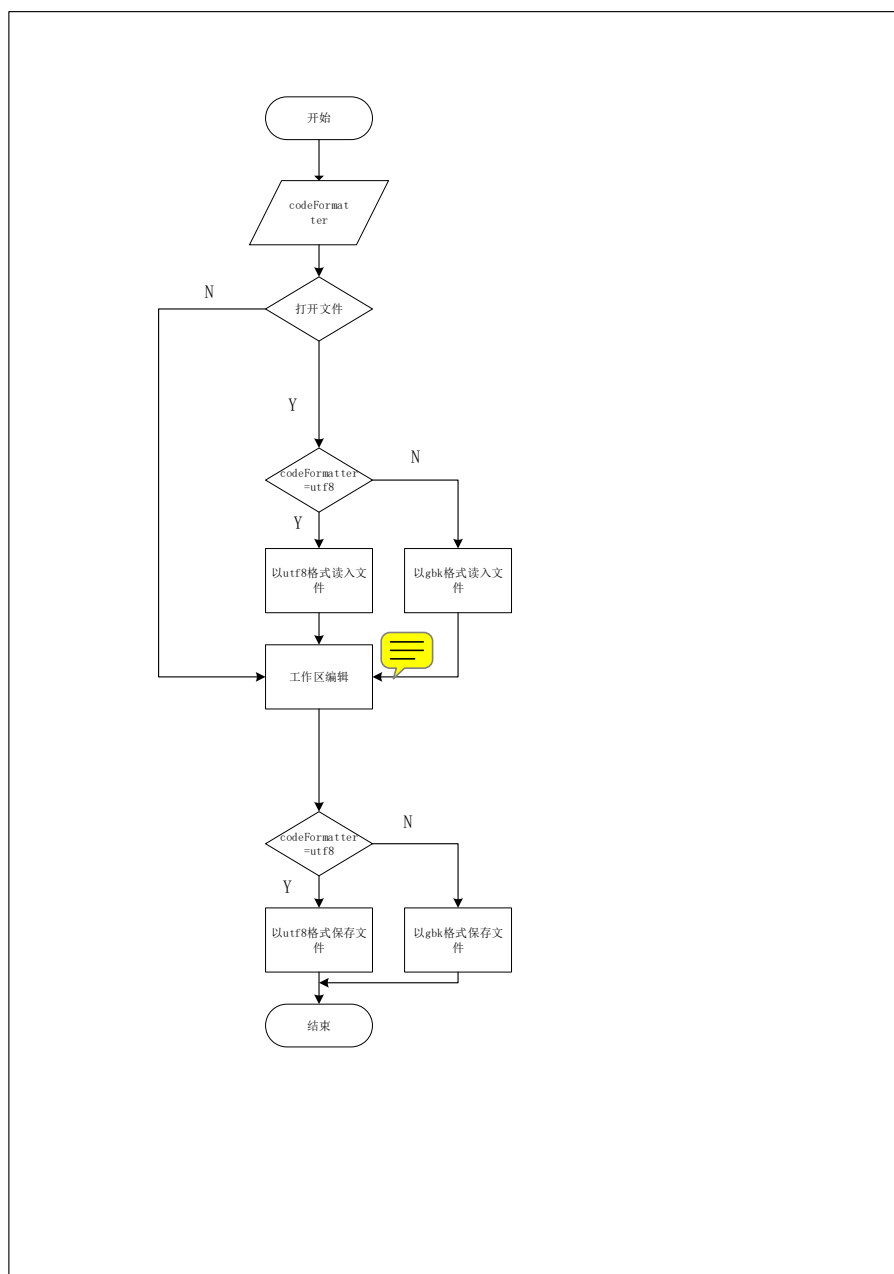 开始
codeFormat
ter
N
打开文件
Y
codeFormatter
=utf8
N
Y
以utf8格式读入文
件
以gbk格式读入文
件
工作区编辑
codeFormatter
=utf8
N
Y
以utf8格式保存文
件
以gbk格式保存文
件
结束